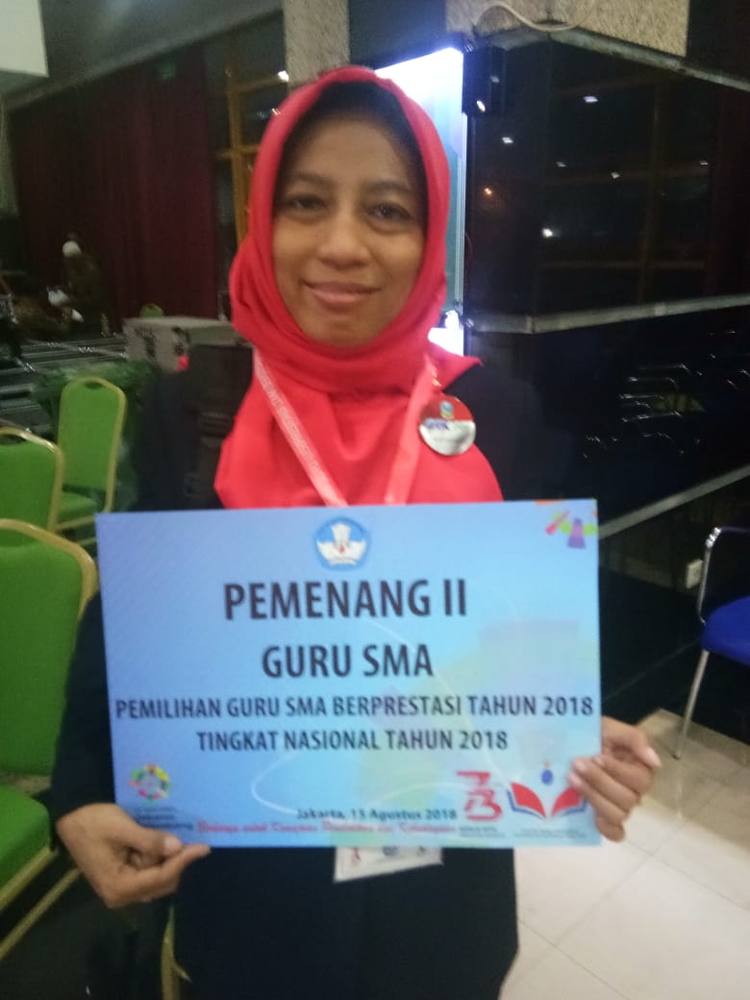 PEMENANG II
GURU SMA
PEMILIHAN GURU SMA BERPRESTASI TAHUN 2018
TINGKAT NASIONAL TAHUN 2018
Jakarta, 15 Agustus 2018
73